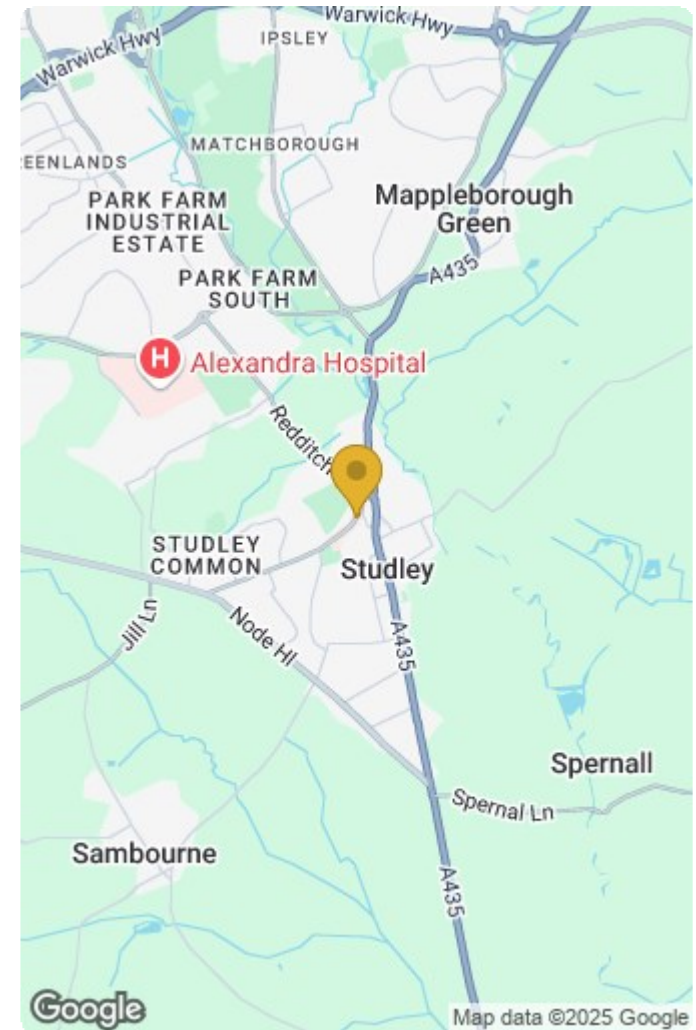 Warwick Hwy
IPSLEY
Warwick Hwy
MATCHBOROUGH
EENLANDS
PARK FARM
INDUSTRIAL
ESTATE
Mappleborough
Green
PARK FARM
SOUTH
A435
H
Alexandra Hospital
Redditch
STUDLEY
COMMON
Studley
Jill Ln
Node Hl
A435
Spernall
Spernal Ln
Sambourne
A435
Google
Map data ©2025 Google